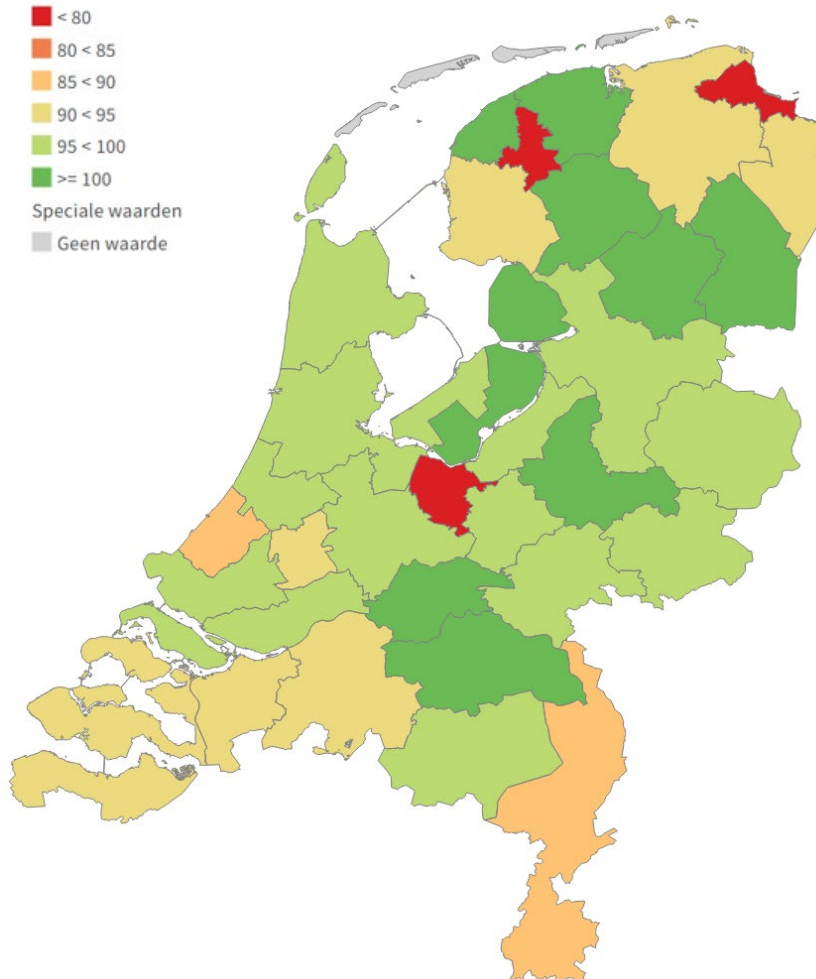 < 80
80 < 85
85 < 90
90 < 95
95 < 100
>= 100
Speciale waarden
Geen waarde